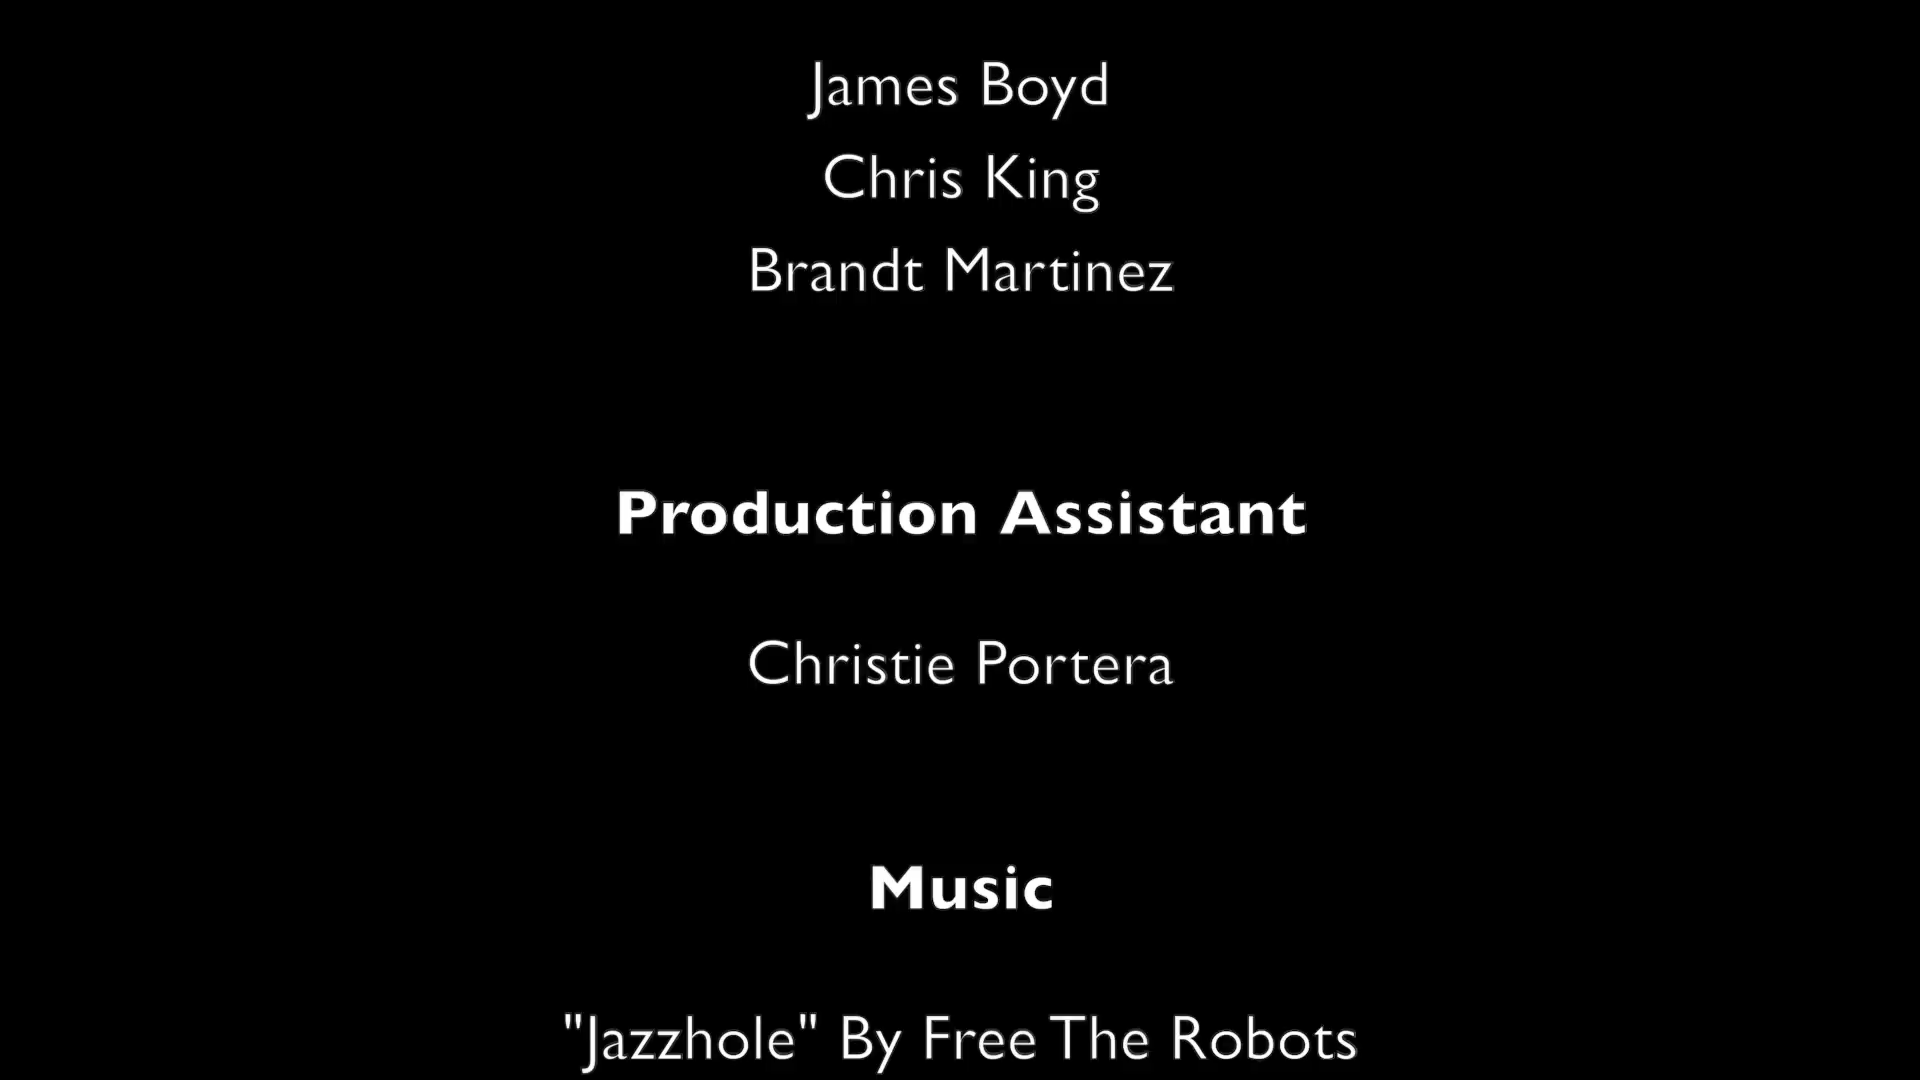 James Boyd
Chris King
Brandt Martinez
Production Assistant
Christie Portera
Music
"Jazzhole" By Free The Robots